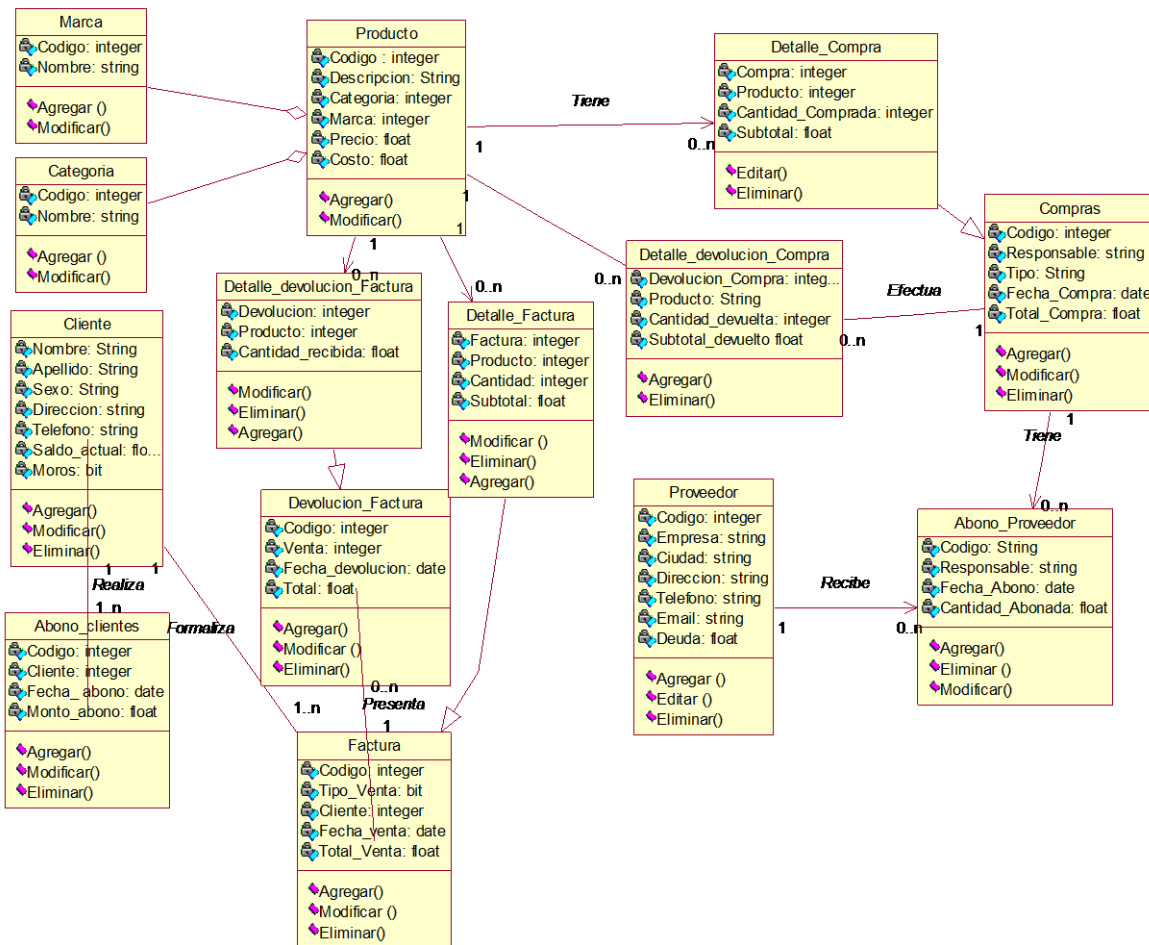 Marca
Codigo: integer
Nombre: string
Agregar ()
Modificar()
Categoria
Codigo: integer
Nombre: string
Agregar ()
Modificar()
Producto
Codigo : integer
Descripcion: String
Categoria: integer
Marca: integer
Precio: float
Costo: float
Agregar()
Modificar()
Tiene
1
0..n
Detalle_Compra
Compra: integer
Producto: integer
Cantidad_Comprada: integer
Subtotal: float
Editar()
Eliminar()
Compras
Codigo: integer
Responsable: string
Tipo: String
Fecha_Compra: date
Total_Compra: float
Agregar()
Modificar()
Eliminar()
1
1
1
0..n
0..n
0..n
Detalle_devolucion_Compra
Devolucion_Compra: integ...
Producto: String
Cantidad_devuelta: integer
Subtotal_devuelto float
Agregar()
Eliminar()
Efectua
0..n
1
Detalle_devolucion_Factura
Devolucion: integer
Producto: integer
Cantidad_recibida: float
Modificar()
Eliminar()
Agregar()
Detalle_Factura
Factura: integer
Producto: integer
Cantidad: integer
Subtotal: float
Modificar ()
Eliminar()
Agregar()
Cliente
Nombre: String
Apellido: String
Sexo: String
Direccion: string
Telefono: string
Saldo_actual: flo...
Moros: bit
Agregar()
Modificar()
Eliminar()
1
1
Realiza
1..n
Formaliza
1..n
Abono_clientes
Codigo: integer
Cliente: integer
Fecha_ abono: date
Monto_abono: float
Agregar()
Modificar()
Eliminar()
Devolucion_Factura
Codigo: integer
Venta: integer
Fecha_devolucion: date
Total: float
Agregar()
Modificar ()
Eliminar()
0..n
Presenta
1
Factura
Codigo: integer
Tipo_Venta: bit
Cliente: integer
Fecha_venta: date
Total_Venta: float
Agregar()
Modificar ()
Eliminar()
Proveedor
Codigo: integer
Empresa: string
Ciudad: string
Direccion: string
Telefono: string
Email: string
Deuda: float
Agregar ()
Editar ()
Eliminar()
Recibe
1
0..n
1
Tiene
0..n
Abono_Proveedor
Codigo: String
Responsable: string
Fecha_Abono: date
Cantidad_Abonada: float
Agregar()
Eliminar ()
Modificar()